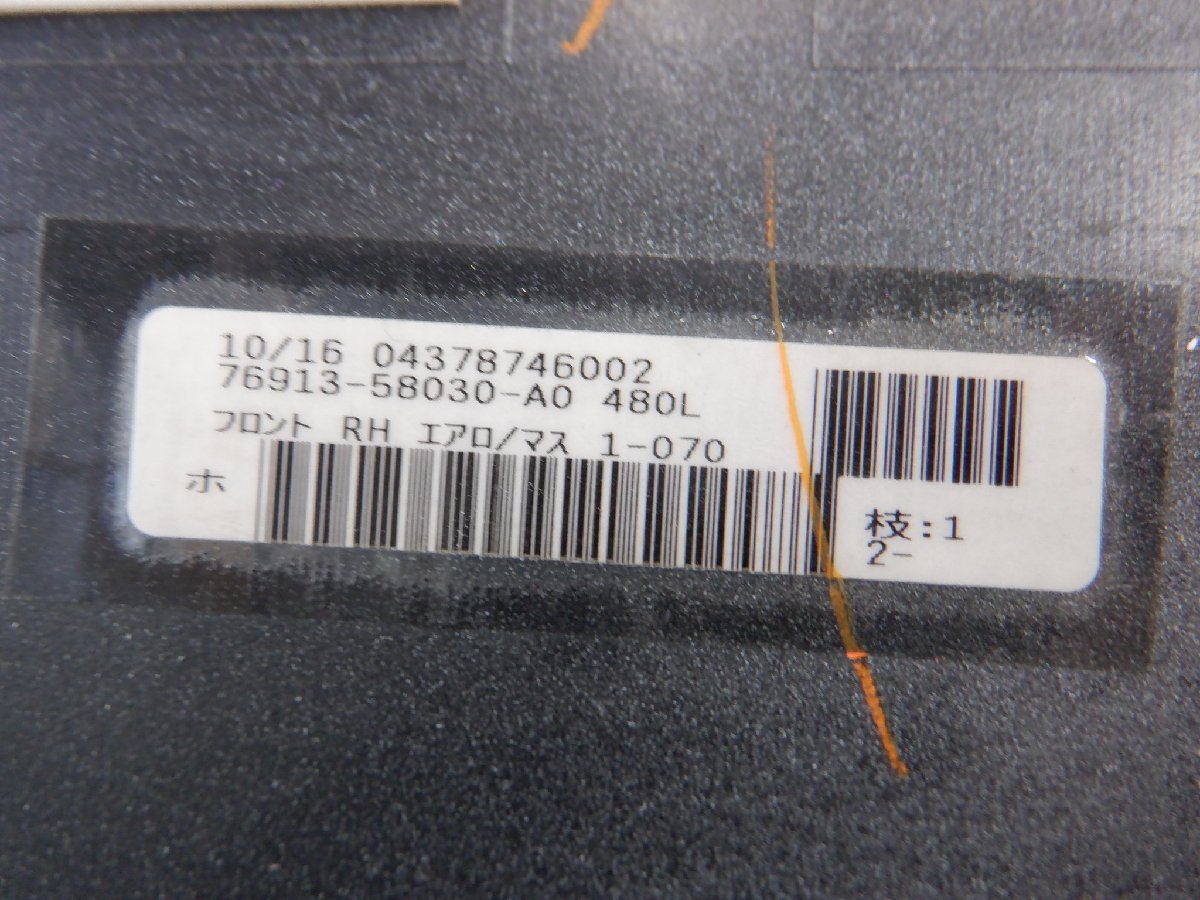 10/16 04378746002
76913-58030-A0 480L
フロント RH エアロ/マス 1-070
ホ
枝:1
2-